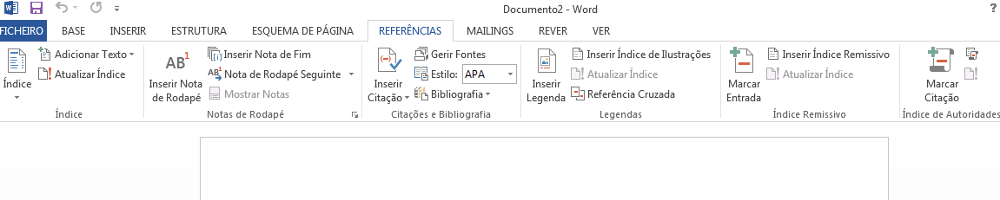 Documento2 - Word
?
FICHEIRO BASE INSERIR ESTRUTURA ESQUEMA DE PÁGINA REFERÊNCIAS MAILINGS REVER VER
Índice
Adicionar Texto
Atualizar Índice
Índice
AB1
Inserir Nota
de Rodapé
Inserir Nota de Fim
AB1 Nota de Rodapé Seguinte
Mostrar Notas
Notas de Rodapé
Inserir
Citação
Gerir Fontes
Estilo: APA
Bibliografia
Citações e Bibliografia
Inserir
Legenda
Inserir Índice de Ilustrações
Atualizar Índice
Referência Cruzada
Legendas
Marcar
Entrada
Inserir Índice Remissivo
Atualizar Índice
Índice Remissivo
Marcar
Citação
Índice de Autoridades